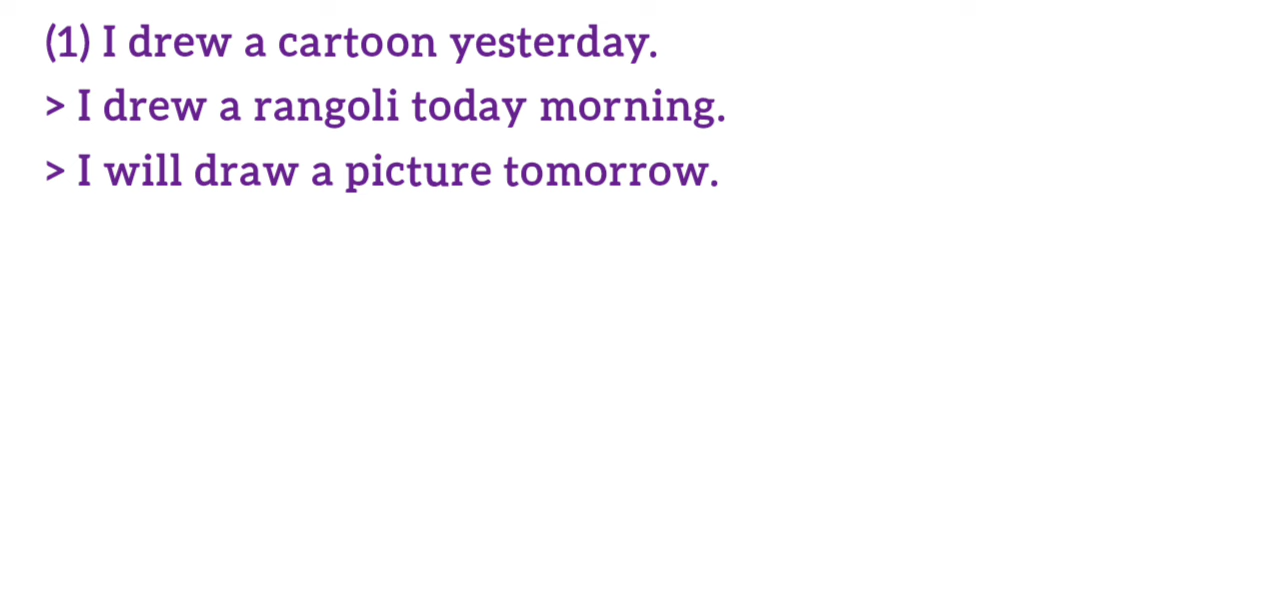 (1) I drew a cartoon yesterday.
> I drew a rangoli today morning.
> I will draw a picture tomorrow.